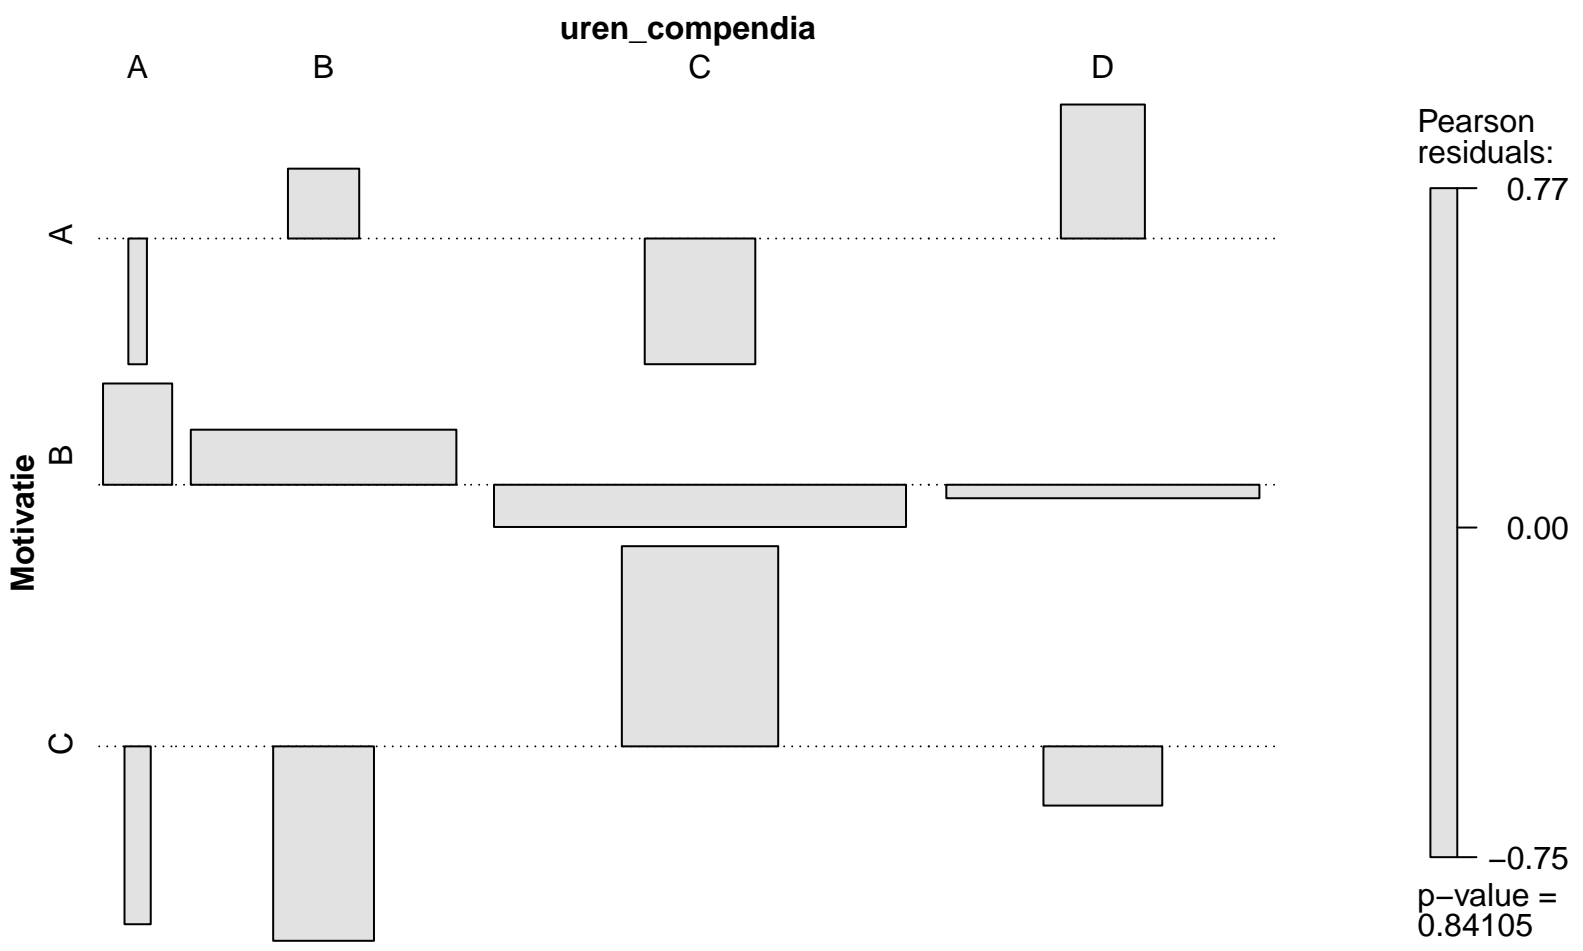 uren_compendia
A B C D
Motivatie
A
B
C
Pearson
residuals:
0.77
0.00
−0.75
p−value =
0.84105